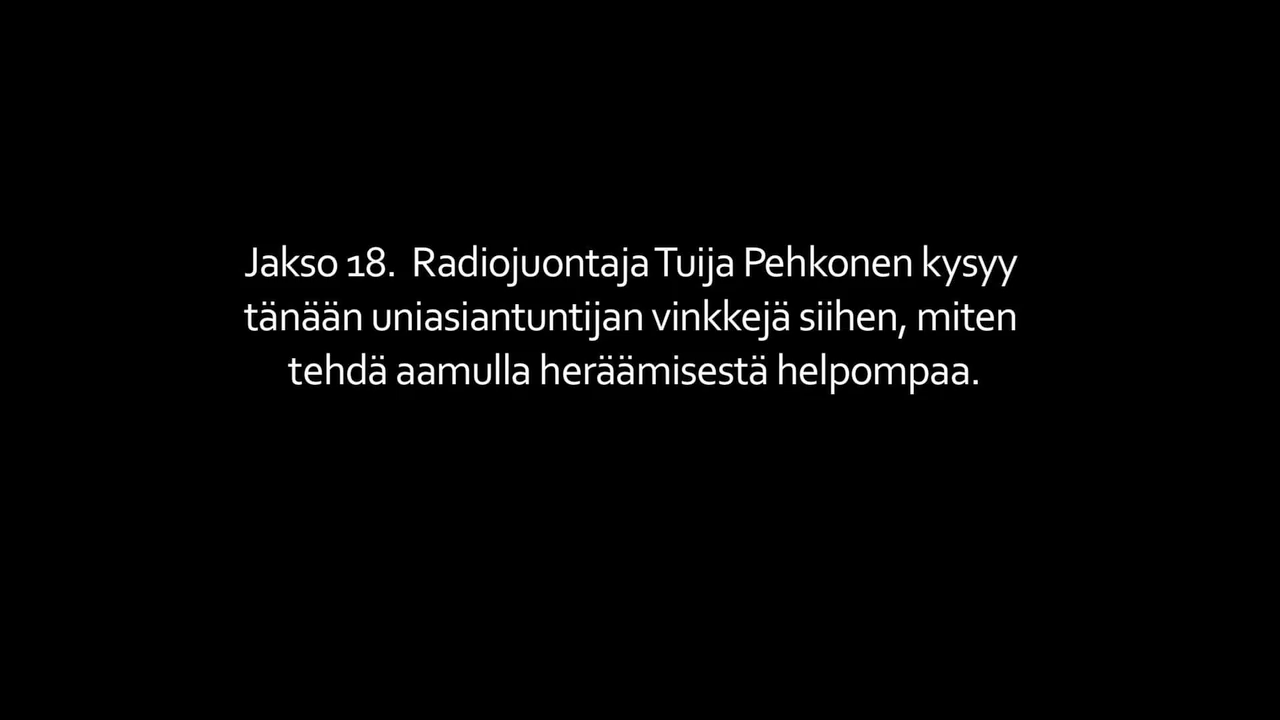 Jakso 18.  Radiojuontaja Tuija Pehkonen kysyy
tänään uniasiantuntijan vinkkejä siihen, miten
tehdä aamulla heräämisestä helpompaa.